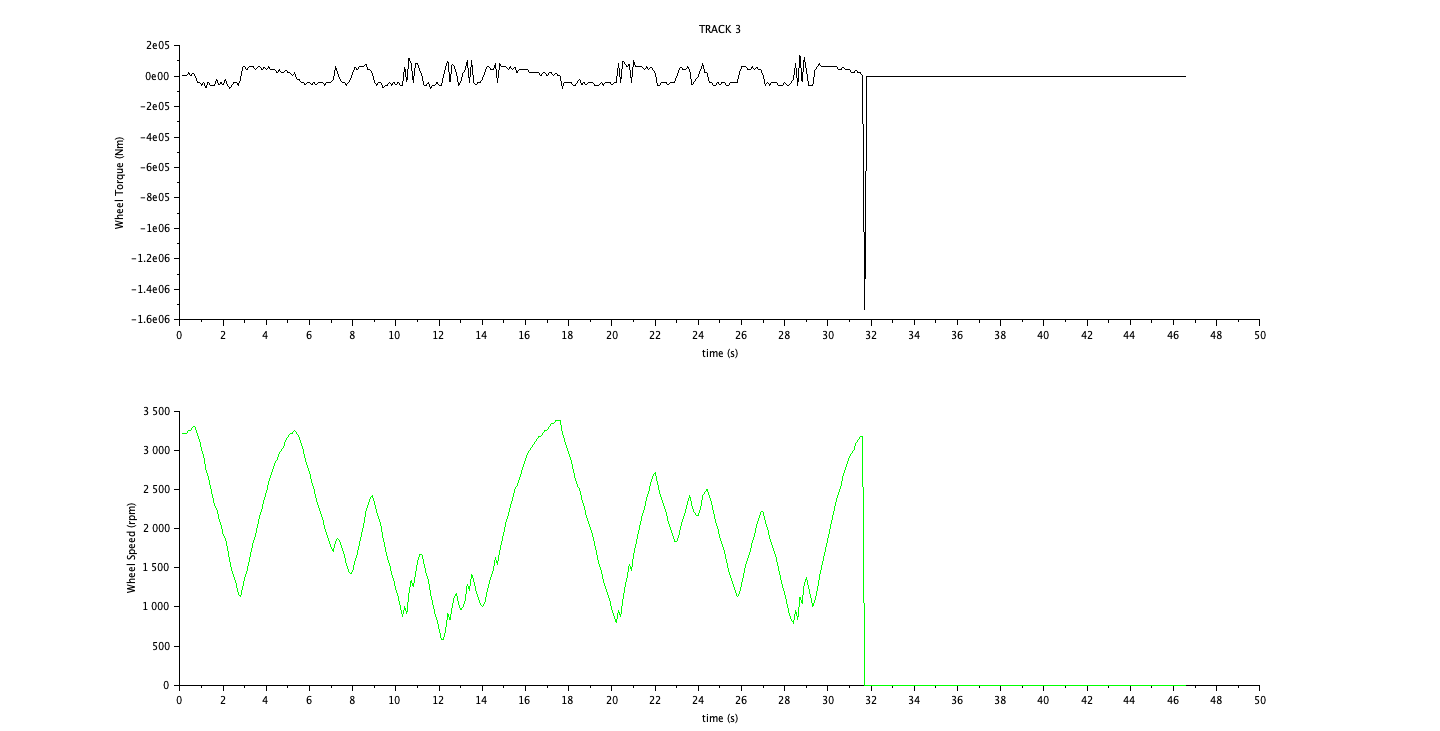 TRACK 3
2e05
0e00
-2e05
-4e05
-6e05
-8e05
-1e06
-1.2e06
-1.4e06
-1.6e06
Wheel Torque (Nm)
0 2 4 6 8 10 12 14 16 18 20 22 24 26 28 30 32 34 36 38 40 42 44 46 48 50
time (s)
3 500
3 000
2 500
2 000
1 500
1 000
500
0
Wheel Speed (rpm)
0 2 4 6 8 10 12 14 16 18 20 22 24 26 28 30 32 34 36 38 40 42 44 46 48 50
time (s)